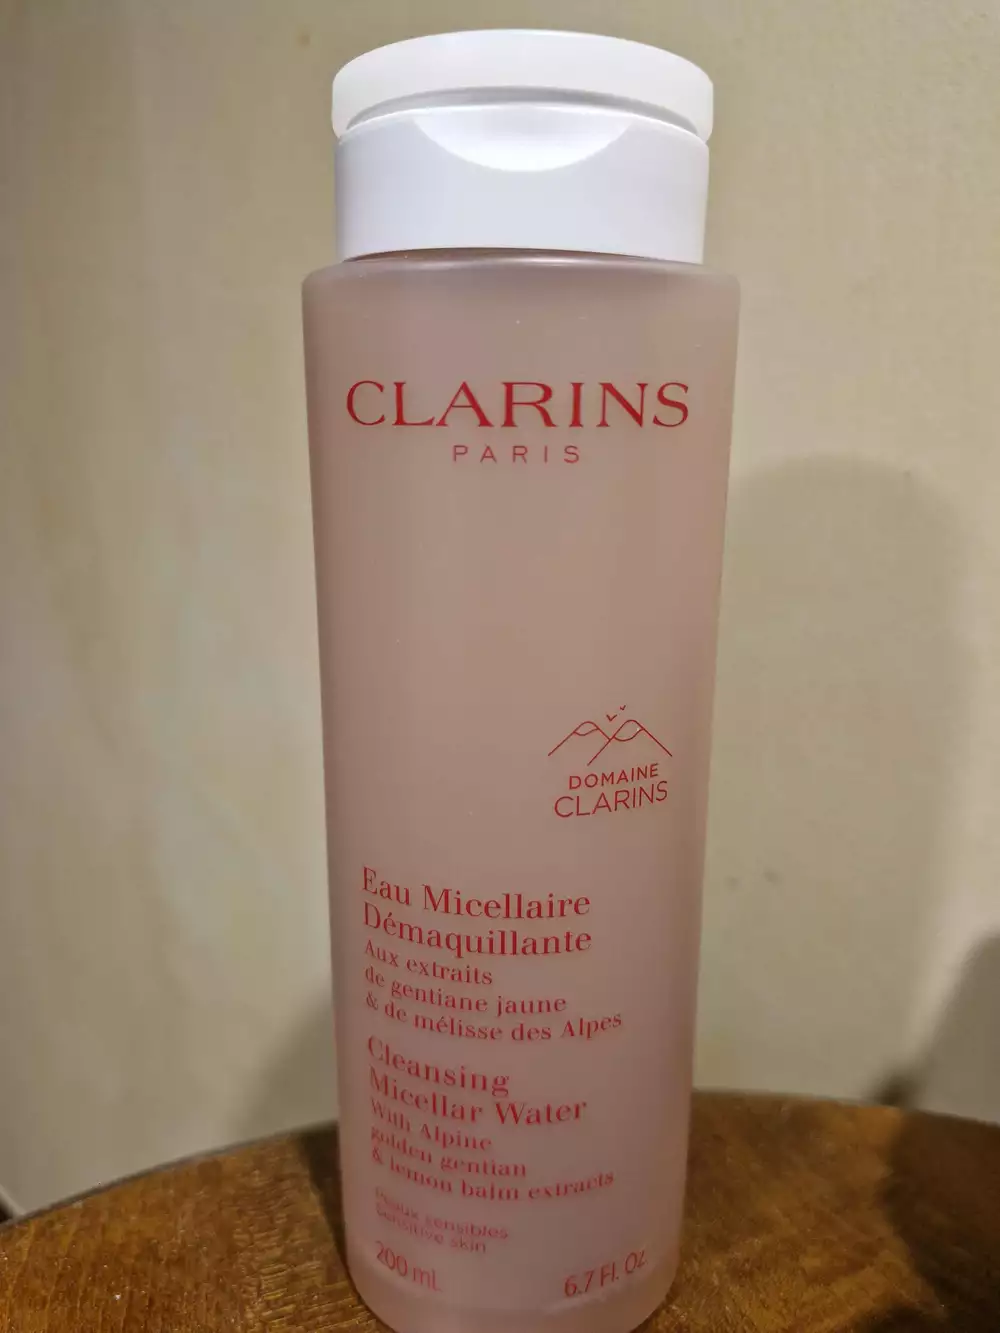 CLARINS
PARIS
DOMAINE
CLARINS
Eau Micellaire
Démaquillante
Aux extraits
de gentiane jaune
& de mélisse des Alpes
Cleansing
Micellar Water
With Alpine
golden gentian
& lemon balm extracts
Peaux sensibles
sensitive skin
200 mL
6.7 Fl. Oz